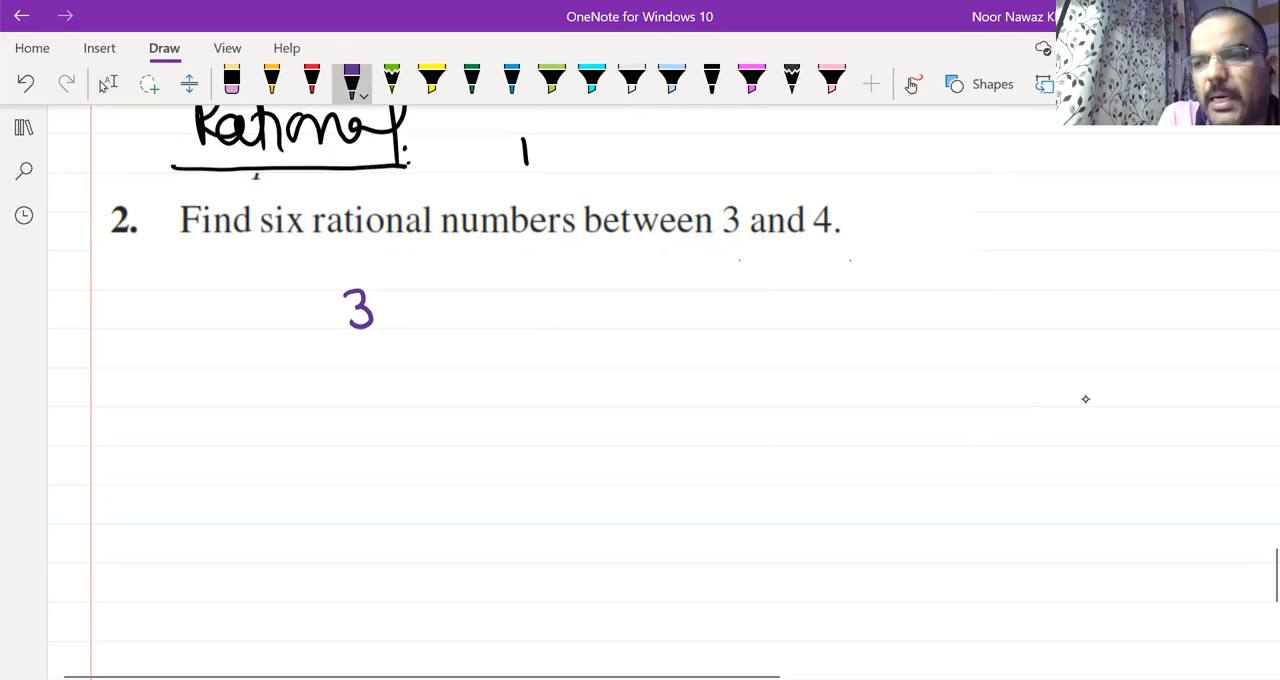 OneNote for Windows 10
Noor Nawaz K
Home Insert Draw View Help
Shapes
Rational
1
2. Find six rational numbers between 3 and 4.
3